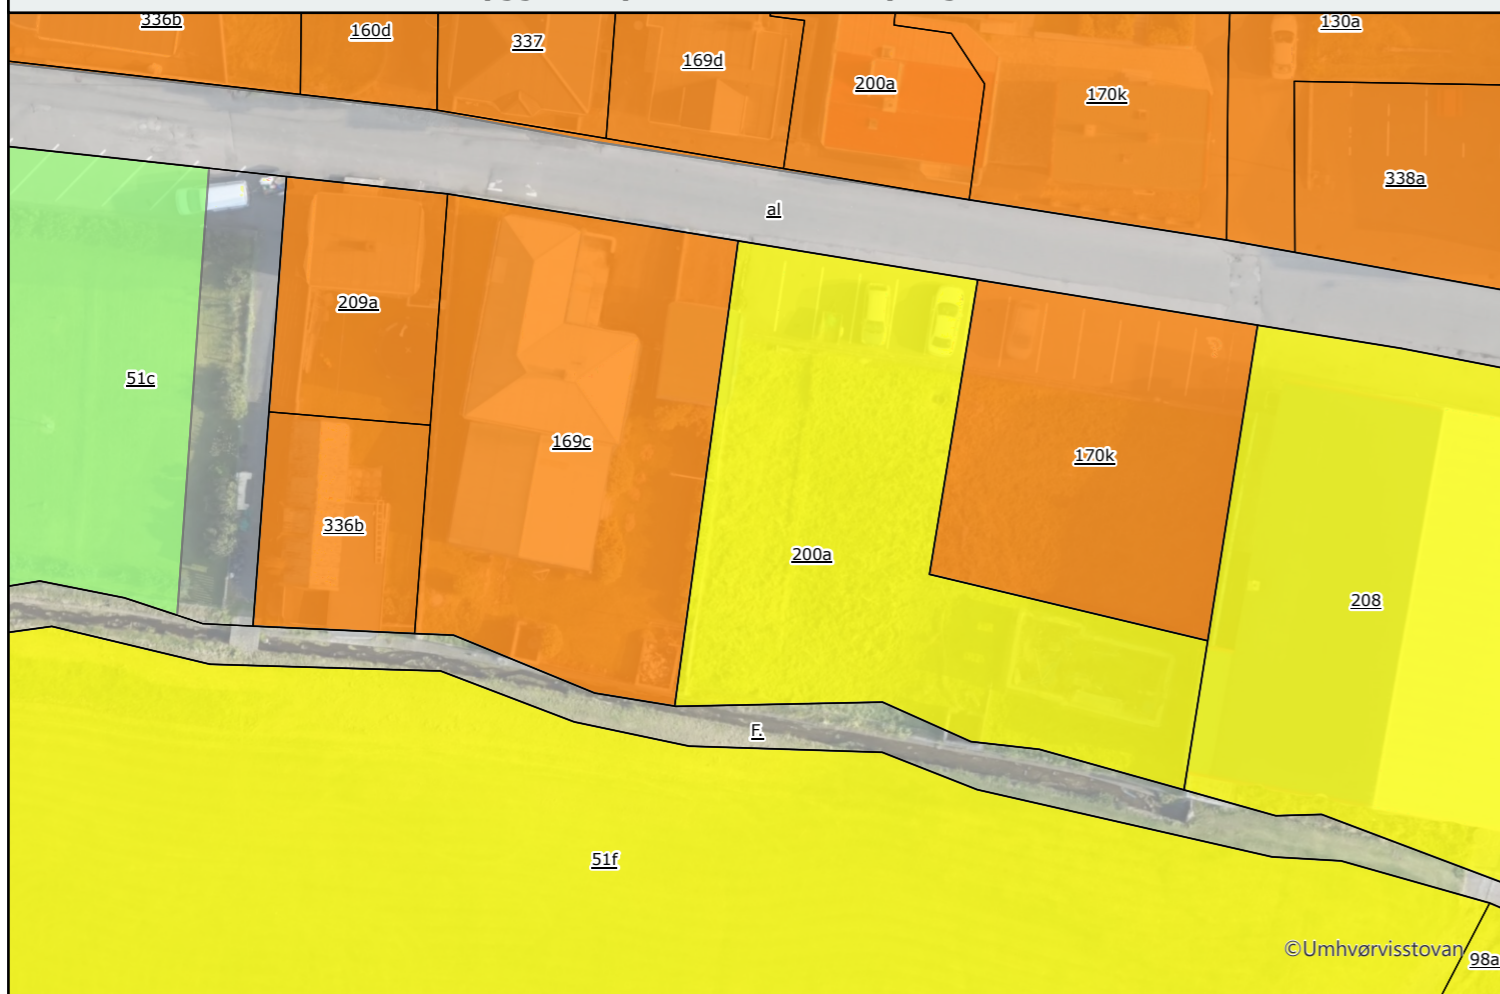 336b
160d
337
169d
200a
170k
130a
338a
al
209a
51c
169c
170k
336b
200a
208
F.
51f
©Umhvørvisstovan
98a